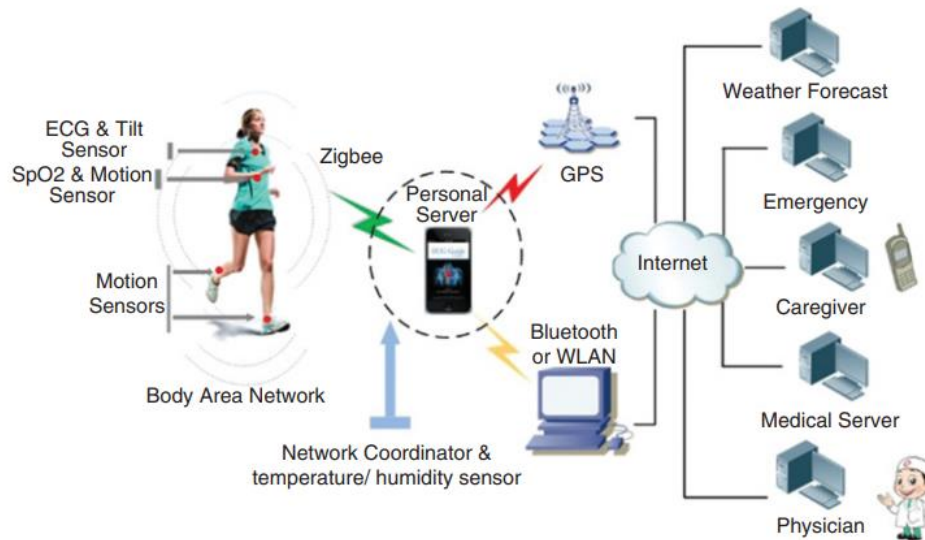 ECG & Tilt
Sensor
SpO2 & Motion
Sensor
Motion
Sensors
Body Area Network
Zigbee
Personal
Server
Network Coordinator &
temperature/ humidity sensor
GPS
Bluetooth
or WLAN
Internet
Weather Forecast
Emergency
Caregiver
Medical Server
Physician